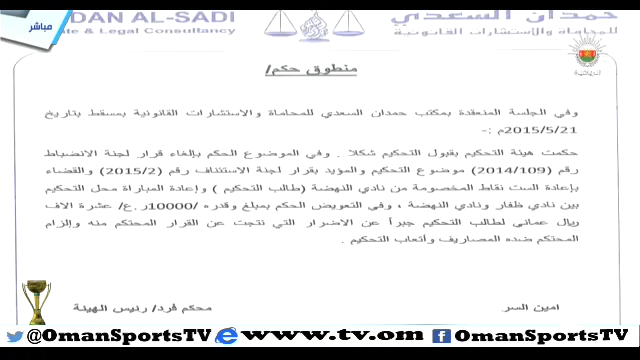 مباشر
DAN AL-SADI
حمدان السعدي
te & Legal Consultancy
للمحاماة والاستشارات القانونية
منطوق حكم/
وفي الجلسة المنعقدة بمكتب حمدان السعدي للمحاماة والاستشارات القانونية بمسقط بتاريخ
2015/5/21م :-
حكمت هيئة التحكيم بقبول التحكيم شكلا . وفي الموضوع الحكم بإلغاء قرار لجنة الانضباط
رقم (2014/109) موضوع التحكيم والمؤيد بقرار لجنة الاستئناف رقم (2015/2) والقضاء
بإعادة الست نقاط المخصومة من نادي النهضة (طالب التحكيم ) وإعادة المباراة محل التحكيم
بين نادي ظفار ونادي النهضة ، وفي التعويض الحكم بمبلغ وقدره /10000ر.ع/ عشرة الاف
ريال عماني لطالب التحكيم جبراً عن الاضرار التي نتجت عن القرار المحتكم منه وإلزام
المحتكم ضده المصاريف وأتعاب التحكيم .
امين السر
محكم فرد/ رئيس الهيئة
@OmanSportsTV
www.tv.om
OmanSportsTV